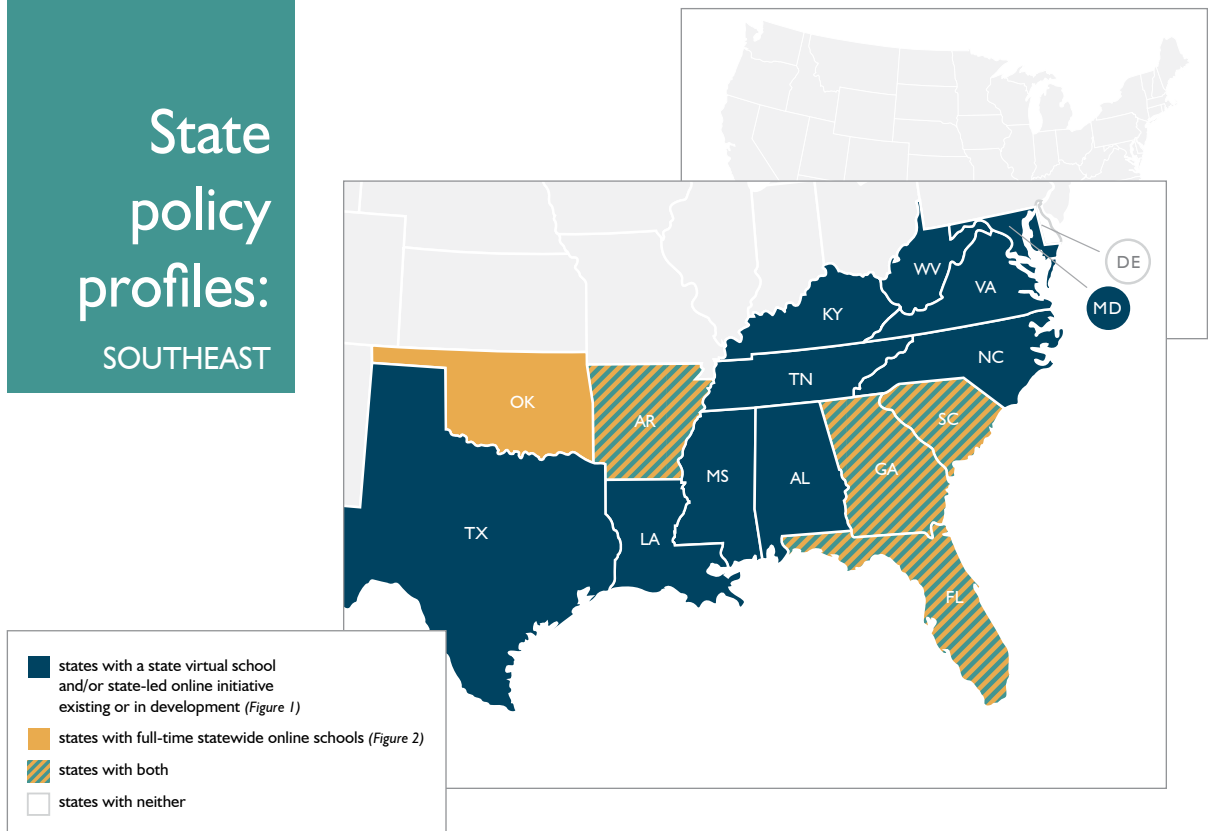 State
policy
profiles:
SOUTHEAST
DE
WV
MD
VA
KY
NC
TN
OK
AR
SC
GA
MS
AL
TX
LA
FL
states with a state virtual school
and/or state-led online initiative
existing or in development (Figure 1)
states with full-time statewide online schools (Figure 2)
states with both
states with neither